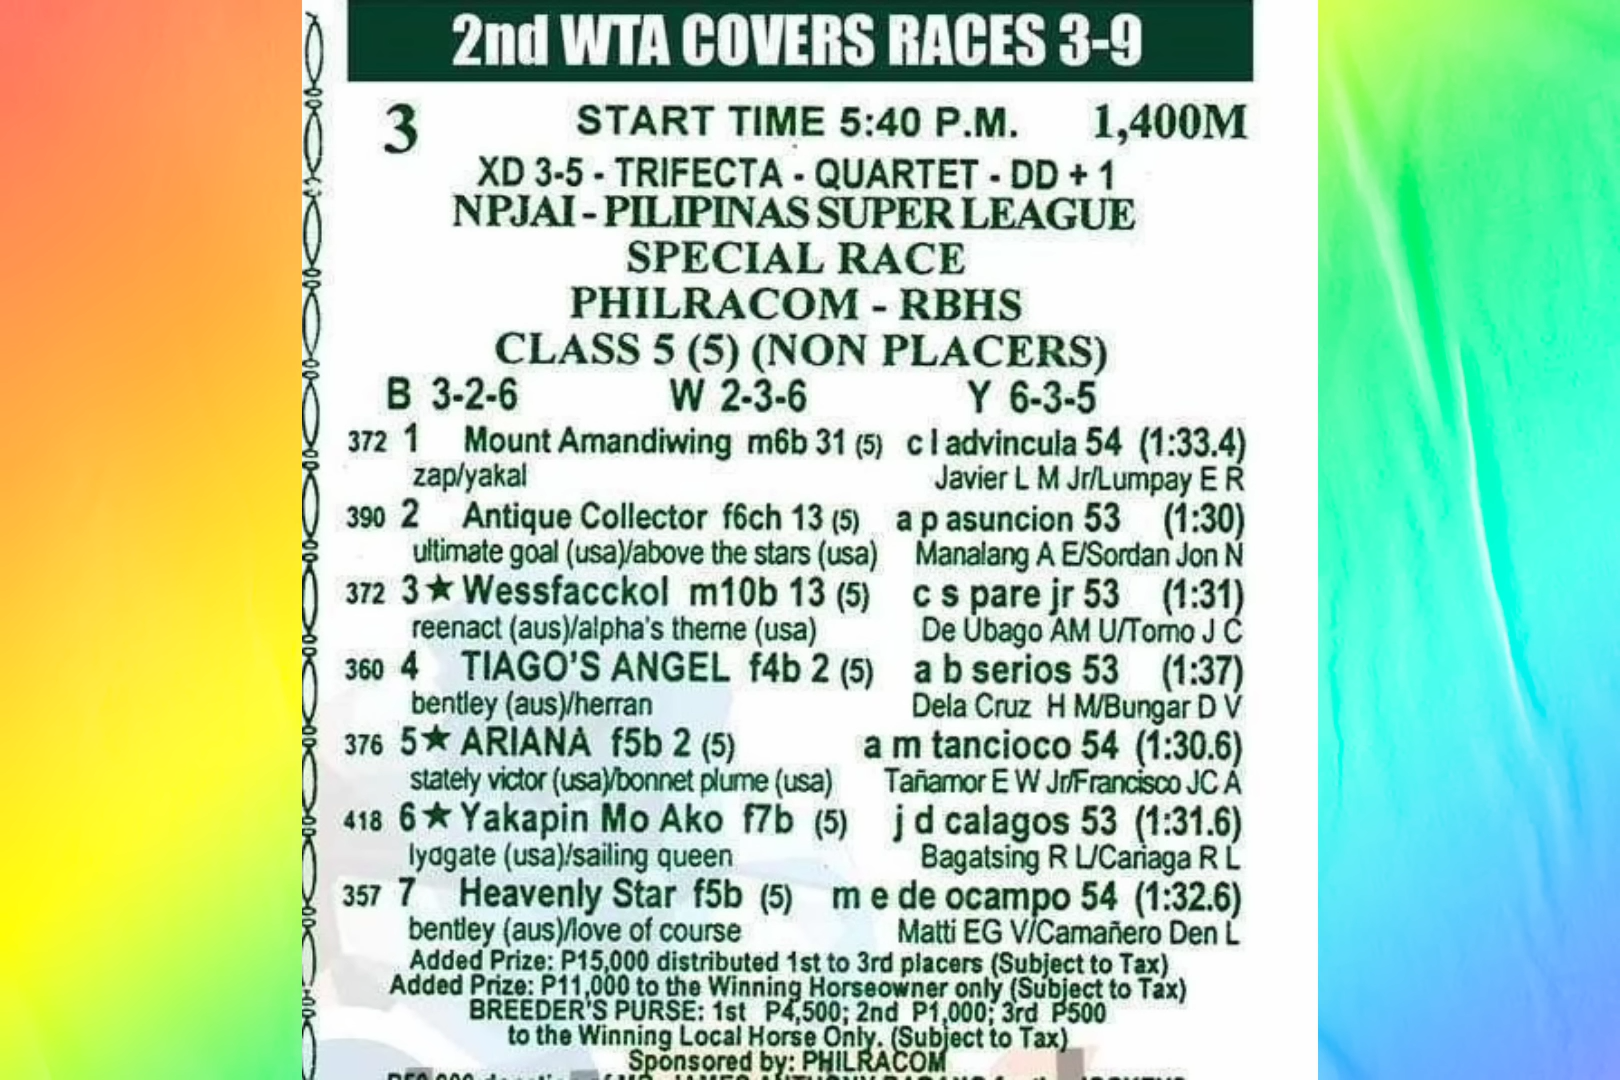 2nd WTA COVERS RACES 3-9
3 START TIME 5:40 P.M. 1,400M
XD 3-5 - TRIFECTA - QUARTET - DD + 1
NPJAI - PILIPINAS SUPER LEAGUE
SPECIAL RACE
PHILRACOM - RBHS
CLASS 5 (5) (NON PLACERS)
B 3-2-6 W 2-3-6 Y 6-3-5
372 1 Mount Amandiwing m6b 31 (5) c l advincula 54 (1:33.4)
zap/yakal Javier L M Jr/Lumpay E R
390 2 Antique Collector f6ch 13 (5) a p asuncion 53 (1:30)
ultimate goal (usa)/above the stars (usa) Manalang A E/Sordan Jon N
372 3★ Wessfacckol m10b 13 (5) c s pare jr 53 (1:31)
reenact (aus)/alpha's theme (usa) De Ubago AM U/Torno J C
360 4 TIAGO'S ANGEL f4b 2 (5) a b serios 53 (1:37)
bentley (aus)/herran Dela Cruz H M/Bungar D V
376 5★ ARIANA f5b 2 (5) a m tancioco 54 (1:30.6)
stately victor (usa)/bonnet plume (usa) Tañamor E W Jr/Francisco JC A
418 6★ Yakapin Mo Ako f7b (5) j d calagos 53 (1:31.6)
lydgate (usa)/sailing queen Bagatsing R L/Cariaga R L
357 7 Heavenly Star f5b (5) m e de ocampo 54 (1:32.6)
bentley (aus)/love of course Matti EG V/Camañero Den L
Added Prize: P15,000 distributed 1st to 3rd placers (Subject to Tax)
Added Prize: P11,000 to the Winning Horseowner only (Subject to Tax)
BREEDER'S PURSE: 1st P4,500; 2nd P1,000; 3rd P500
to the Winning Local Horse Only. (Subject to Tax)
Sponsored by: PHILRACOM